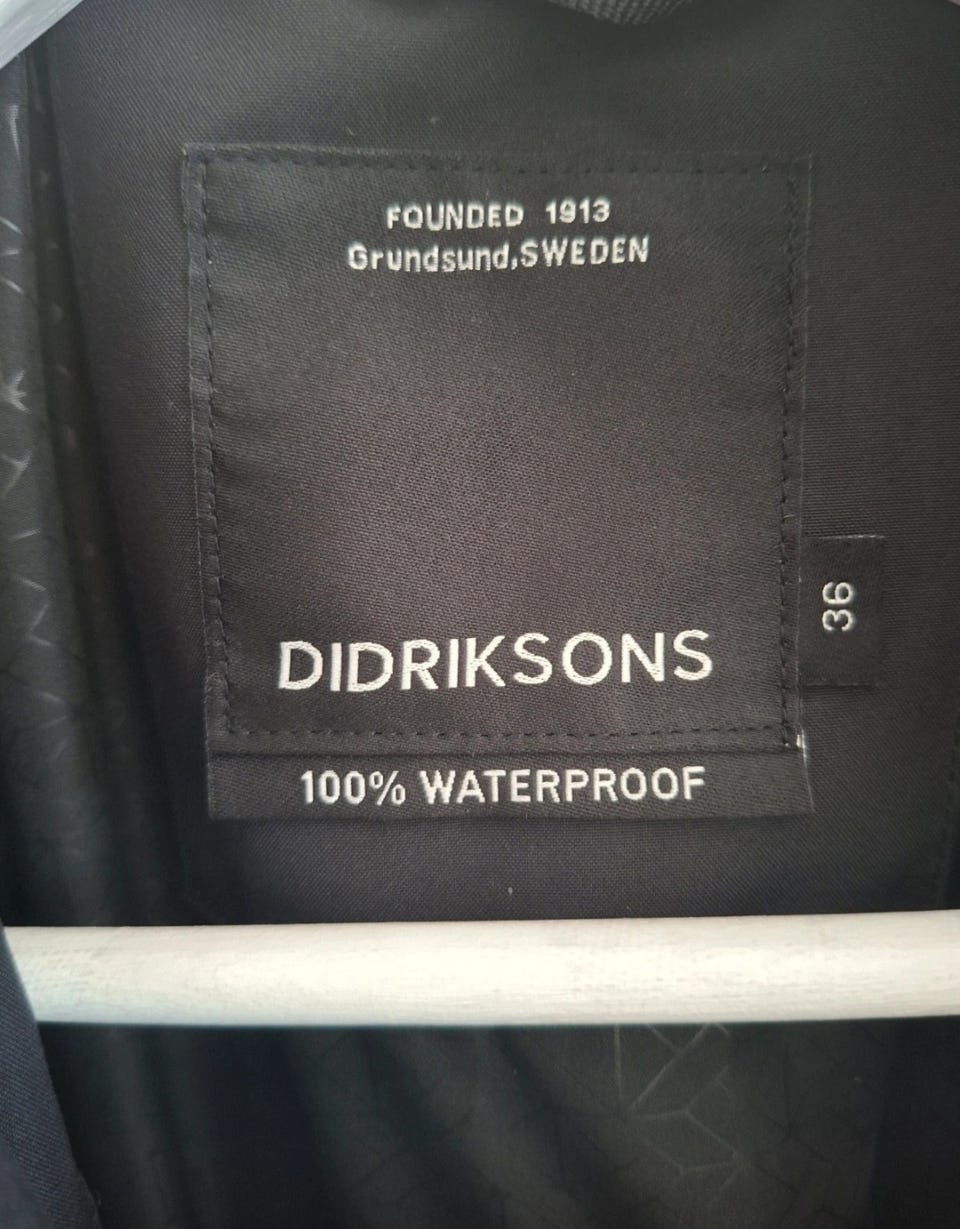 FOUNDED 1913
Grundsund,SWEDEN
DIDRIKSONS
100% WATERPROOF
36